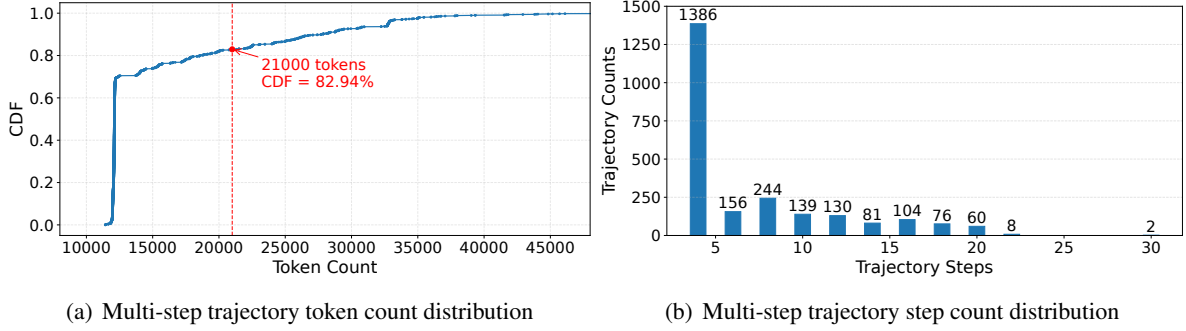 1.0
0.8
0.6
0.4
0.2
0.0
CDF
21000 tokens
CDF = 82.94%
10000 15000 20000 25000 30000 35000 40000 45000
Token Count
(a) Multi-step trajectory token count distribution
1500
1250
1000
750
500
250
0
Trajectory Counts
1386
156
244
139
130
81
104
76
60
8
2
5 10 15 20 25 30
Trajectory Steps
(b) Multi-step trajectory step count distribution